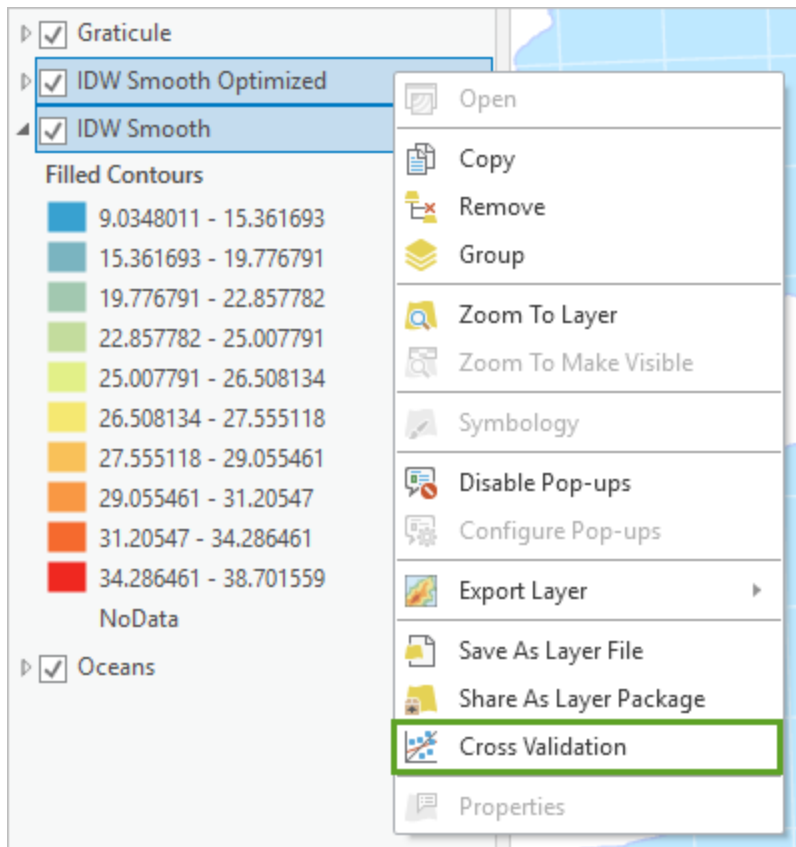 Graticule
IDW Smooth Optimized
IDW Smooth
Filled Contours
9.0348011 - 15.361693
15.361693 - 19.776791
19.776791 - 22.857782
22.857782 - 25.007791
25.007791 - 26.508134
26.508134 - 27.555118
27.555118 - 29.055461
29.055461 - 31.20547
31.20547 - 34.286461
34.286461 - 38.701559
NoData
Oceans
Open
Copy
Remove
Group
Zoom To Layer
Zoom To Make Visible
Symbology
Disable Pop-ups
Configure Pop-ups
Export Layer
Save As Layer File
Share As Layer Package
Cross Validation
Properties